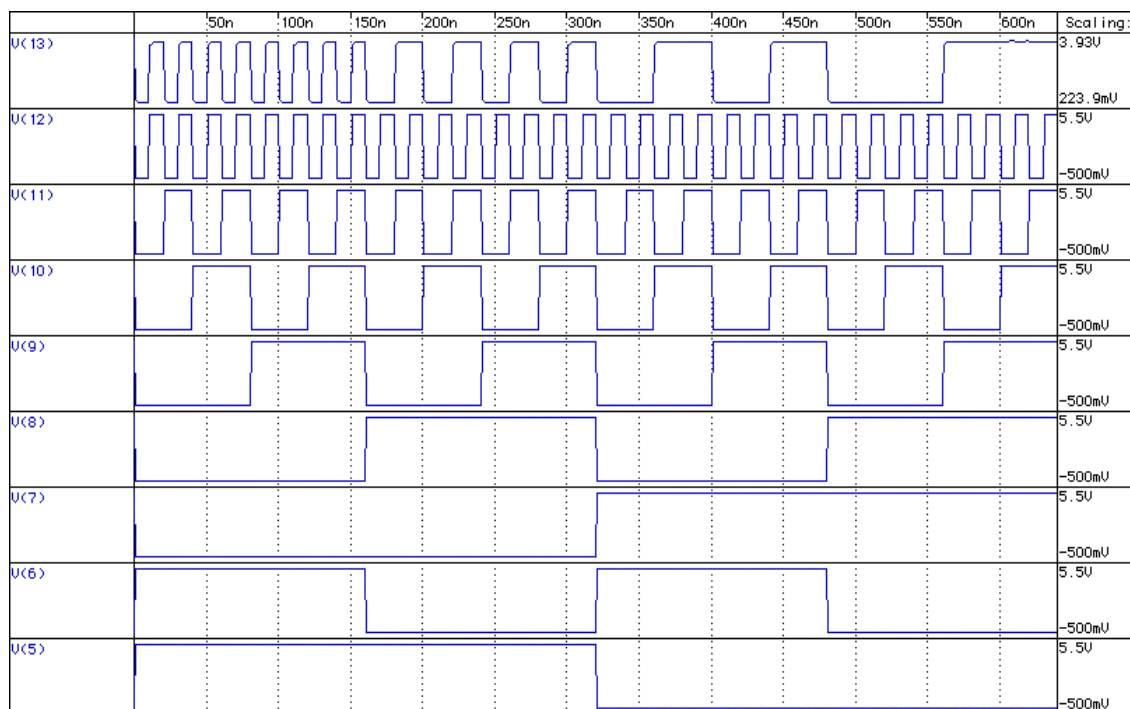 50n 100n 150n 200n 250n 300n 350n 400n 450n 500n 550n 600n Scaling:
V(13) 3.93V
223.9mV
V(12) 5.5V
-500mV
V(11) 5.5V
-500mV
V(10) 5.5V
-500mV
V(9) 5.5V
-500mV
V(8) 5.5V
-500mV
V(7) 5.5V
-500mV
V(6) 5.5V
-500mV
V(5) 5.5V
-500mV